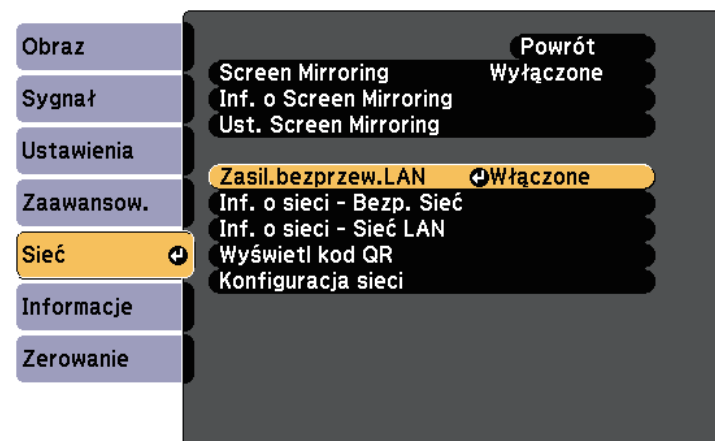 Obraz
Sygnał
Ustawienia
Zaawansow.
Sieć
Informacje
Zerowanie
Powrót
Screen Mirroring Wyłączone
Inf. o Screen Mirroring
Ust. Screen Mirroring
Zasil.bezprzew.LAN Włączone
Inf. o sieci - Bezp. Sieć
Inf. o sieci - Sieć LAN
Wyświetl kod QR
Konfiguracja sieci